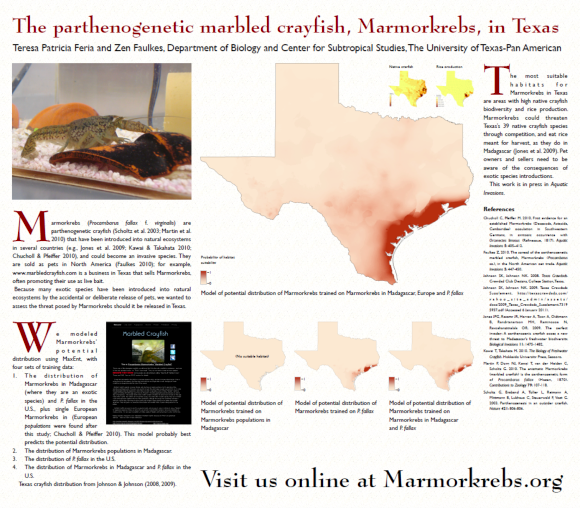 The parthenogenetic marbled crayfish, Marmorkrebs, in Texas
Teresa Patricia Feria and Zen Faulkes, Department of Biology and Center for Subtropical Studies, The University of Texas-Pan American
Native crayfish
Rice production
The most suitable
habitats for
Marmorkrebs in Texas
are areas with high native crayfish
biodiversity and rice production.
Marmorkrebs could threaten
Texas's 39 native crayfish species
through competition, and eat rice
meant for harvest, as they do in
Madagascar (Jones et al. 2009). Pet
owners and sellers need to be
aware of the consequences of
exotic species introductions.
This work is in press in Aquatic
Invasions.
References
Marmorkrebs (Procambarus fallax f. virginalis) are
parthenogenetic crayfish (Scholtz et al. 2003; Martin et al.
2010) that have been introduced into natural ecosystems
in several countries (e.g., Jones et al. 2009; Kawai & Takahata 2010;
Chucholl & Pfeiffer 2010), and could become an invasive species. They
are sold as pets in North America (Faulkes 2010); for example,
www.marbledcrayfish.com is a business in Texas that sells Marmorkrebs,
often promoting their use as live bait.
Because many exotic species have been introduced into natural
ecosystems by the accidental or deliberate release of pets, we wanted to
assess the threat posed by Marmorkrebs should it be released in Texas.
Probability of habitat
suitability
Model of potential distribution of Marmorkrebs trained on Marmorkrebs in Madagascar, Europe and P. fallax
We modeled
Marmorkrebs'
potential
distribution using MaxEnt, with
four sets of training data:
1. The distribution of
Marmorkrebs in Madagascar
(where they are an exotic
species) and P. fallax in the
U.S., plus single European
Marmorkrebs in (European
populations were found after
this study; Chucholl & Pfeiffer 2010). This model probably best
predicts the potential distribution.
2. The distribution of Marmorkrebs populations in Madagascar.
3. The distribution of P. fallax in the U.S.
4. The distribution of Marmorkrebs in Madagascar and P. fallax in the
U.S.
Texas crayfish distribution from Johnson & Johnson (2008, 2009).
Marbled Crayfish
Model of potential distribution of
Marmorkrebs trained on
Marmorkrebs populations in
Madagascar
Model of potential distribution of
Marmorkrebs trained on P. fallax
Model of potential distribution of
Marmorkrebs trained on
Marmorkrebs in Madagascar
and P. fallax
Visit us online at Marmorkrebs.org